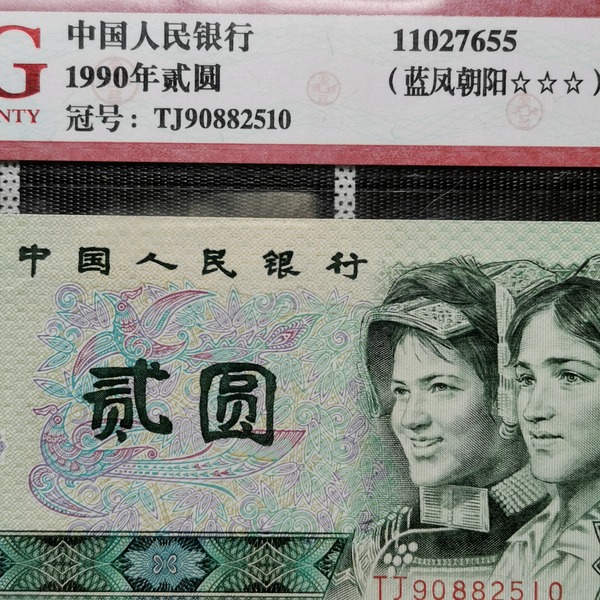 G
NTY
中国人民银行
1990年贰圆
冠号: TJ90882510
11027655
(蓝凤朝阳☆☆☆)
中国人民银行
贰圆
TJ90882510